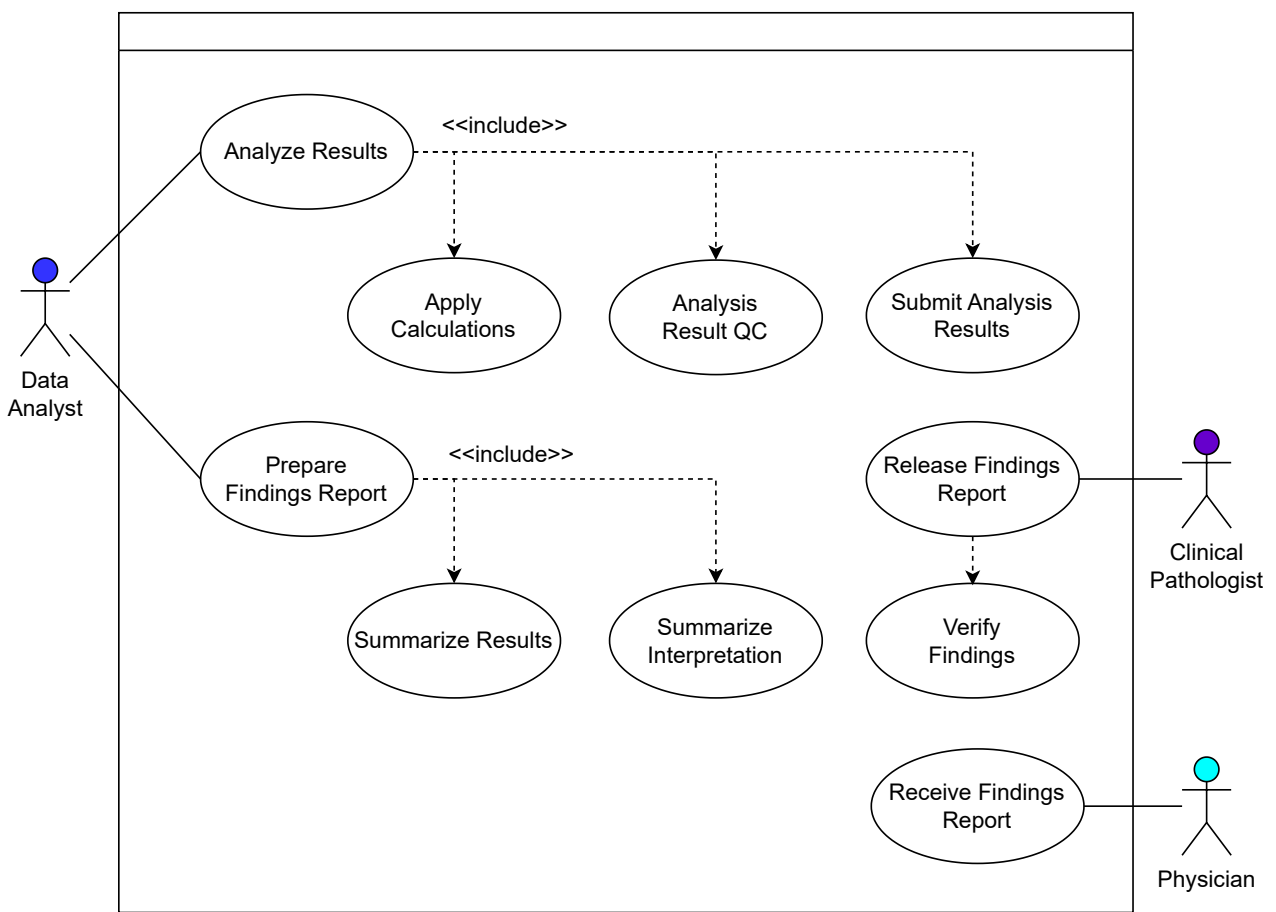 <<include>>
Analyze Results
Apply
Calculations
Analysis
Result QC
Submit Analysis
Results
Data
Analyst
<<include>>
Prepare
Findings Report
Release Findings
Report
Clinical
Pathologist
Summarize Results
Summarize
Interpretation
Verify
Findings
Receive Findings
Report
Physician